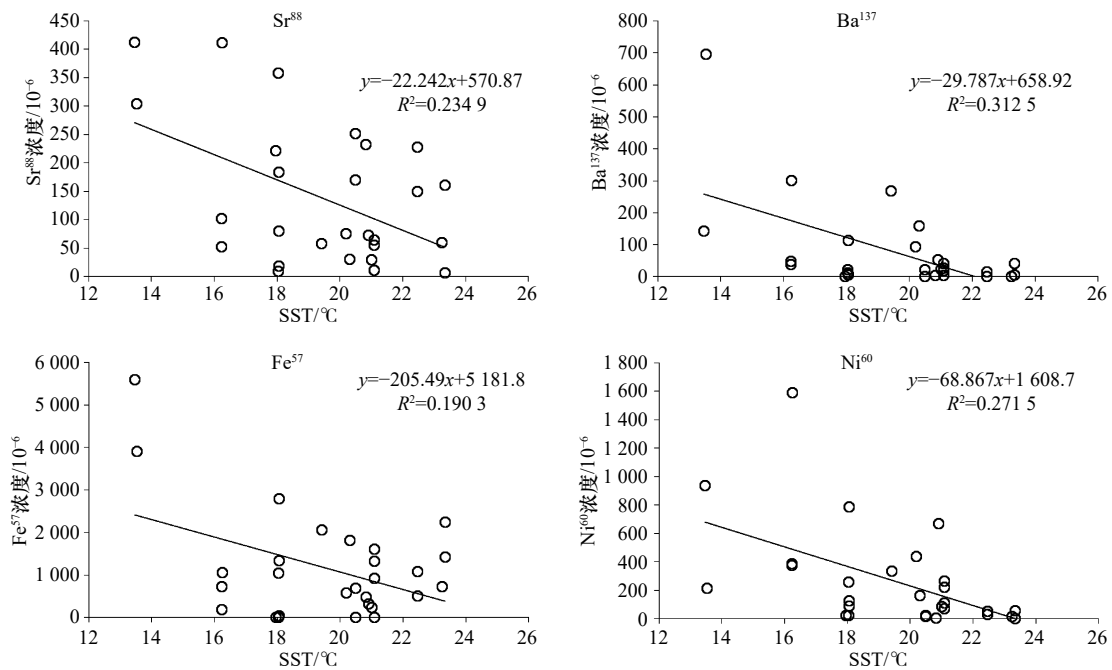 Sr⁸⁸
450
400
350
300
250
200
150
100
50
0
Sr⁸⁸浓度/10⁻⁶
y=−22.242x+570.87
R²=0.234 9
12 14 16 18 20 22 24 26
SST/℃
Ba¹³⁷
800
700
600
500
400
300
200
100
0
Ba¹³⁷浓度/10⁻⁶
y=−29.787x+658.92
R²=0.312 5
12 14 16 18 20 22 24 26
SST/℃
Fe⁵⁷
6 000
5 000
4 000
3 000
2 000
1 000
0
Fe⁵⁷浓度/10⁻⁶
y=−205.49x+5 181.8
R²=0.190 3
12 14 16 18 20 22 24 26
SST/℃
Ni⁶⁰
1 800
1 600
1 400
1 200
1 000
800
600
400
200
0
Ni⁶⁰浓度/10⁻⁶
y=−68.867x+1 608.7
R²=0.271 5
12 14 16 18 20 22 24 26
SST/℃